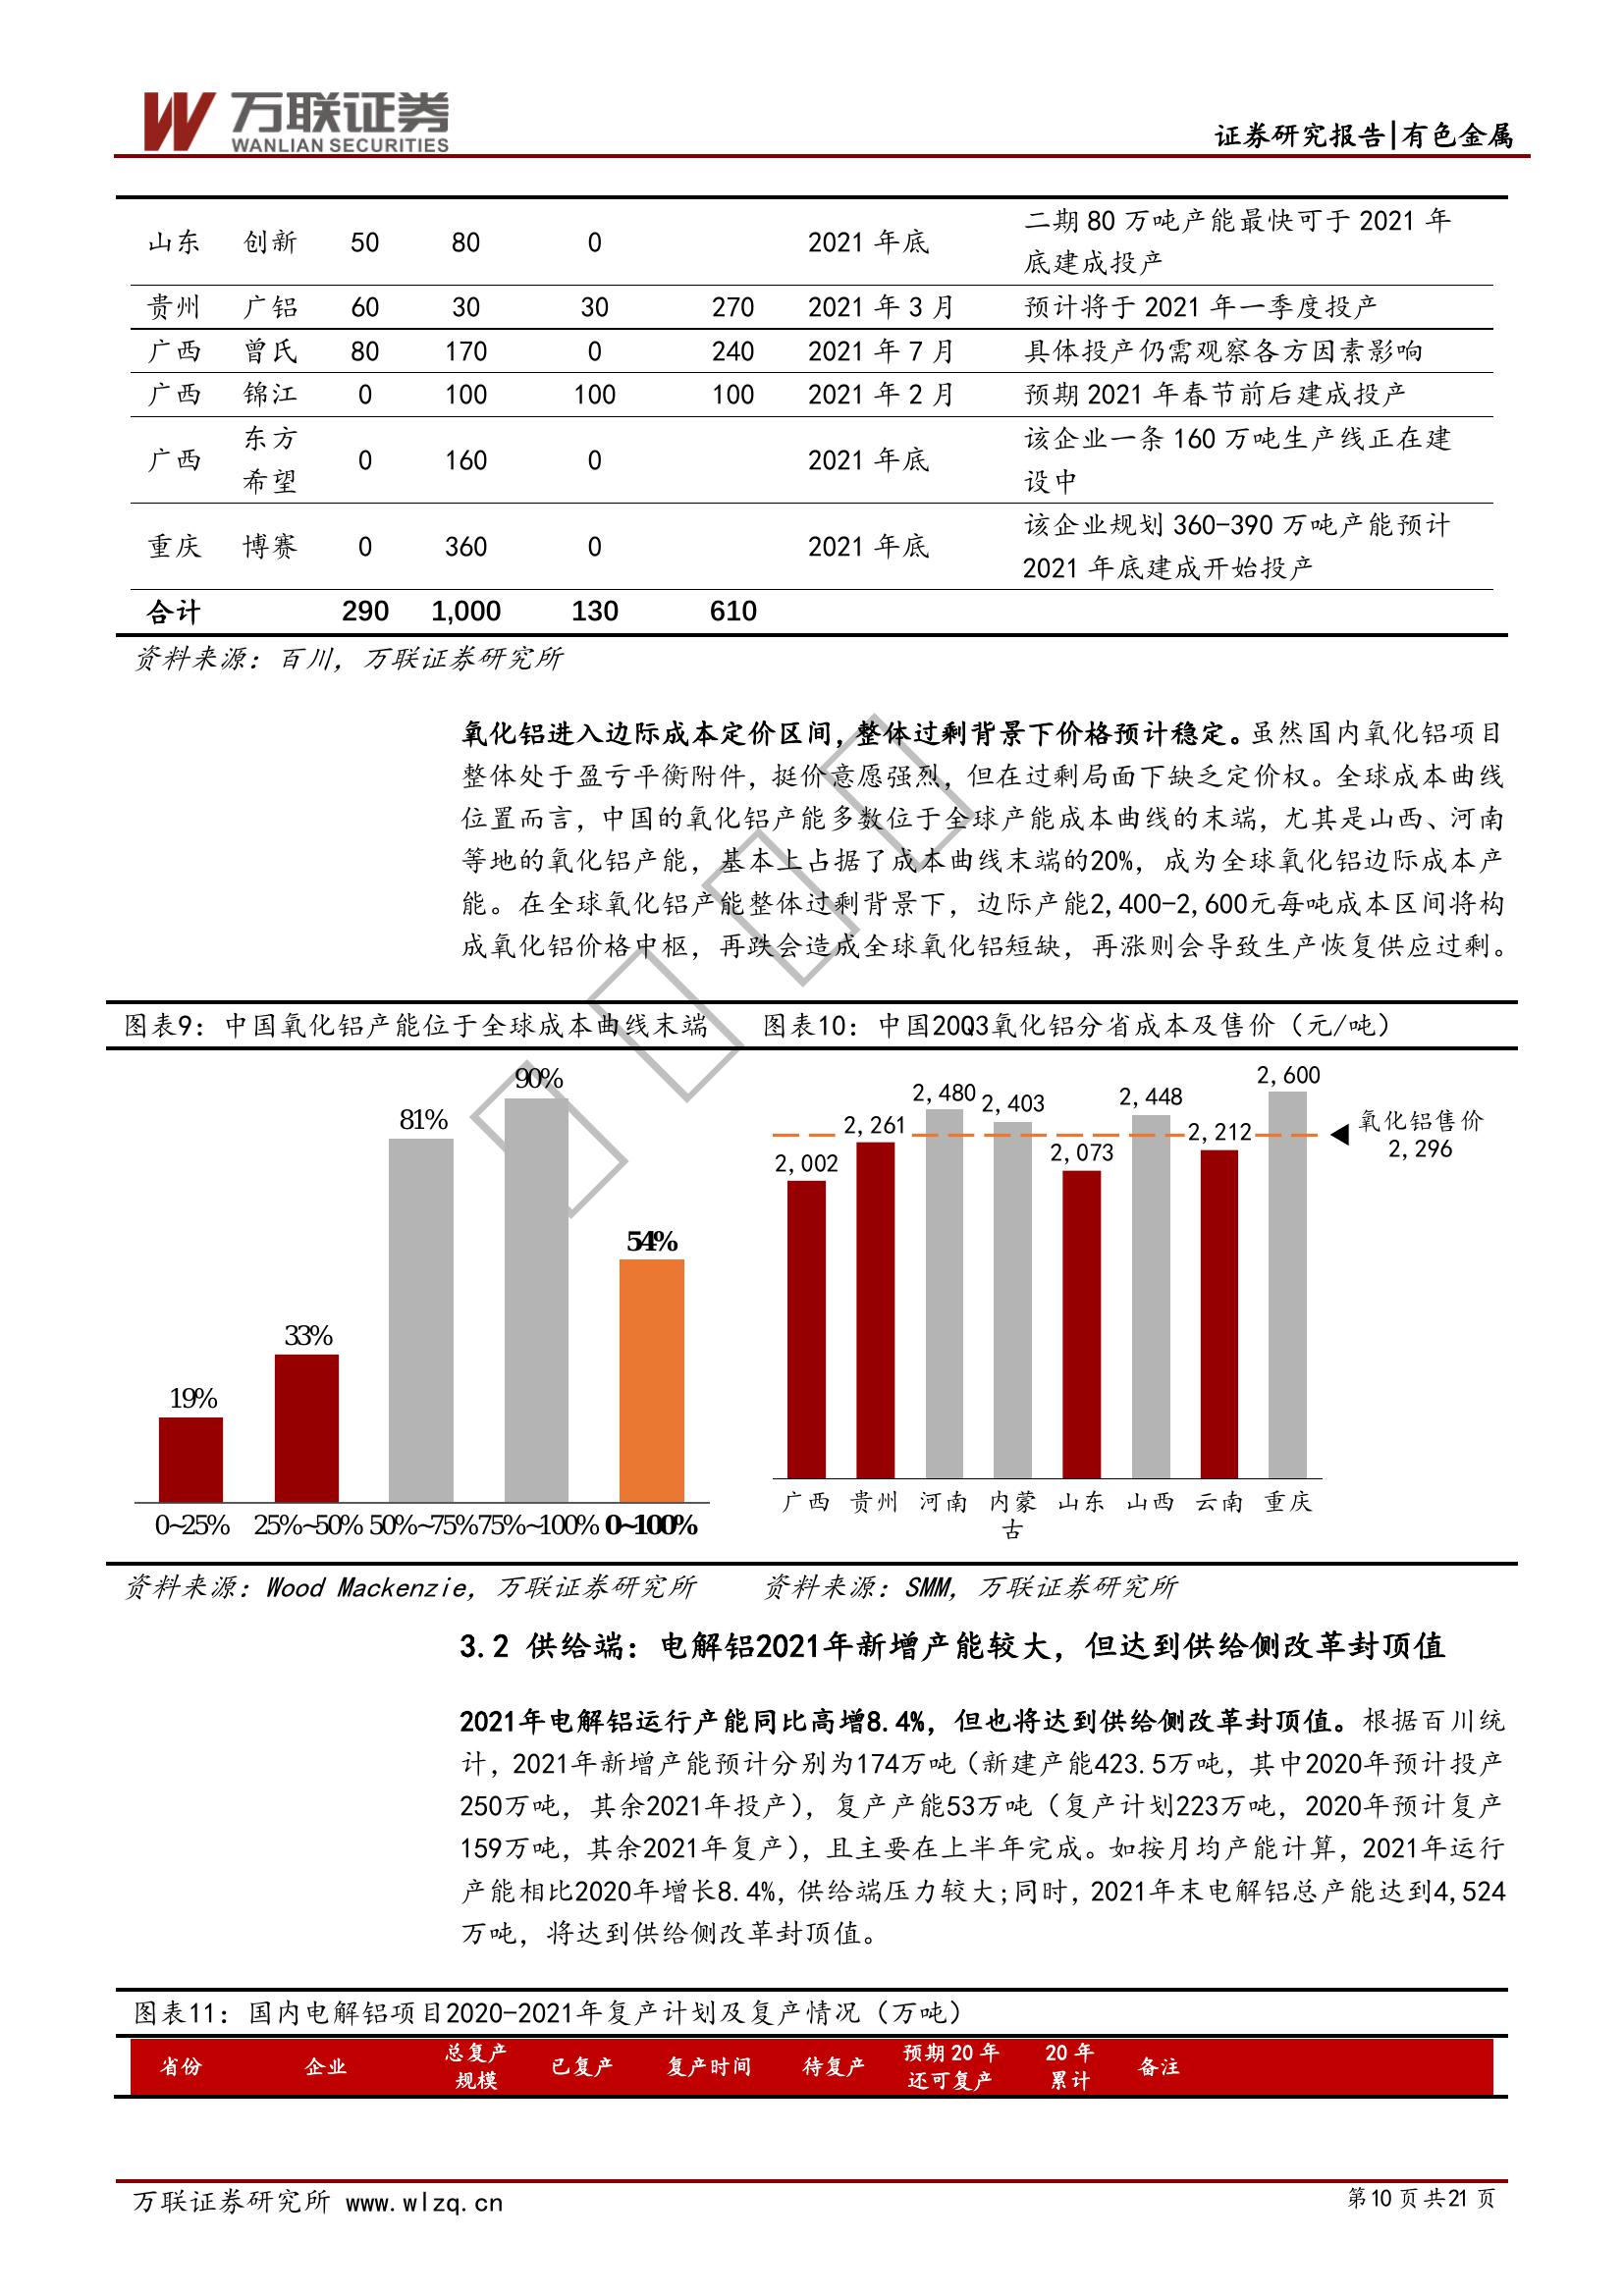 万联证券
WANLIAN SECURITIES
证券研究报告|有色金属
山东 创新 50 80 0 2021 年底 二期 80 万吨产能最快可于 2021 年
底建成投产
贵州 广铝 60 30 30 270 2021 年 3 月 预计将于 2021 年一季度投产
广西 曾氏 80 170 0 240 2021 年 7 月 具体投产仍需观察各方因素影响
广西 锦江 0 100 100 100 2021 年 2 月 预期 2021 年春节前后建成投产
广西 东方
希望 0 160 0 2021 年底 该企业一条 160 万吨生产线正在建
设中
重庆 博赛 0 360 0 2021 年底 该企业规划 360-390 万吨产能预计
2021 年底建成开始投产
合计 290 1,000 130 610
资料来源：百川，万联证券研究所
氧化铝进入边际成本定价区间，整体过剩背景下价格预计稳定。虽然国内氧化铝项目
整体处于盈亏平衡附件，挺价意愿强烈，但在过剩局面下缺乏定价权。全球成本曲线
位置而言，中国的氧化铝产能多数位于全球产能成本曲线的末端，尤其是山西、河南
等地的氧化铝产能，基本上占据了成本曲线末端的20%，成为全球氧化铝边际成本产
能。在全球氧化铝产能整体过剩背景下，边际产能2,400-2,600元每吨成本区间将构
成氧化铝价格中枢，再跌会造成全球氧化铝短缺，再涨则会导致生产恢复供应过剩。
图表9：中国氧化铝产能位于全球成本曲线末端
19%
33%
81%
90%
54%
0~25% 25%~50% 50%~75% 75%~100% 0~100%
资料来源：Wood Mackenzie，万联证券研究所
图表10：中国20Q3氧化铝分省成本及售价（元/吨）
2,002
2,261
2,480
2,403
2,073
2,448
2,212
2,600
氧化铝售价
2,296
广西 贵州 河南 内蒙 山东 山西 云南 重庆
古
资料来源：SMM，万联证券研究所
3.2 供给端：电解铝2021年新增产能较大，但达到供给侧改革封顶值
2021年电解铝运行产能同比高增8.4%，但也将达到供给侧改革封顶值。根据百川统
计，2021年新增产能预计分别为174万吨（新建产能423.5万吨，其中2020年预计投产
250万吨，其余2021年投产），复产产能53万吨（复产计划223万吨，2020年预计复产
159万吨，其余2021年复产），且主要在上半年完成。如按月均产能计算，2021年运行
产能相比2020年增长8.4%，供给端压力较大；同时，2021年末电解铝总产能达到4,524
万吨，将达到供给侧改革封顶值。
图表11：国内电解铝项目2020-2021年复产计划及复产情况（万吨）
省份 企业 总复产
规模 已复产 复产时间 待复产 预期 20 年
还可复产 20 年
累计 备注
万联证券研究所 www.wlzq.cn
第 10 页 共 21 页